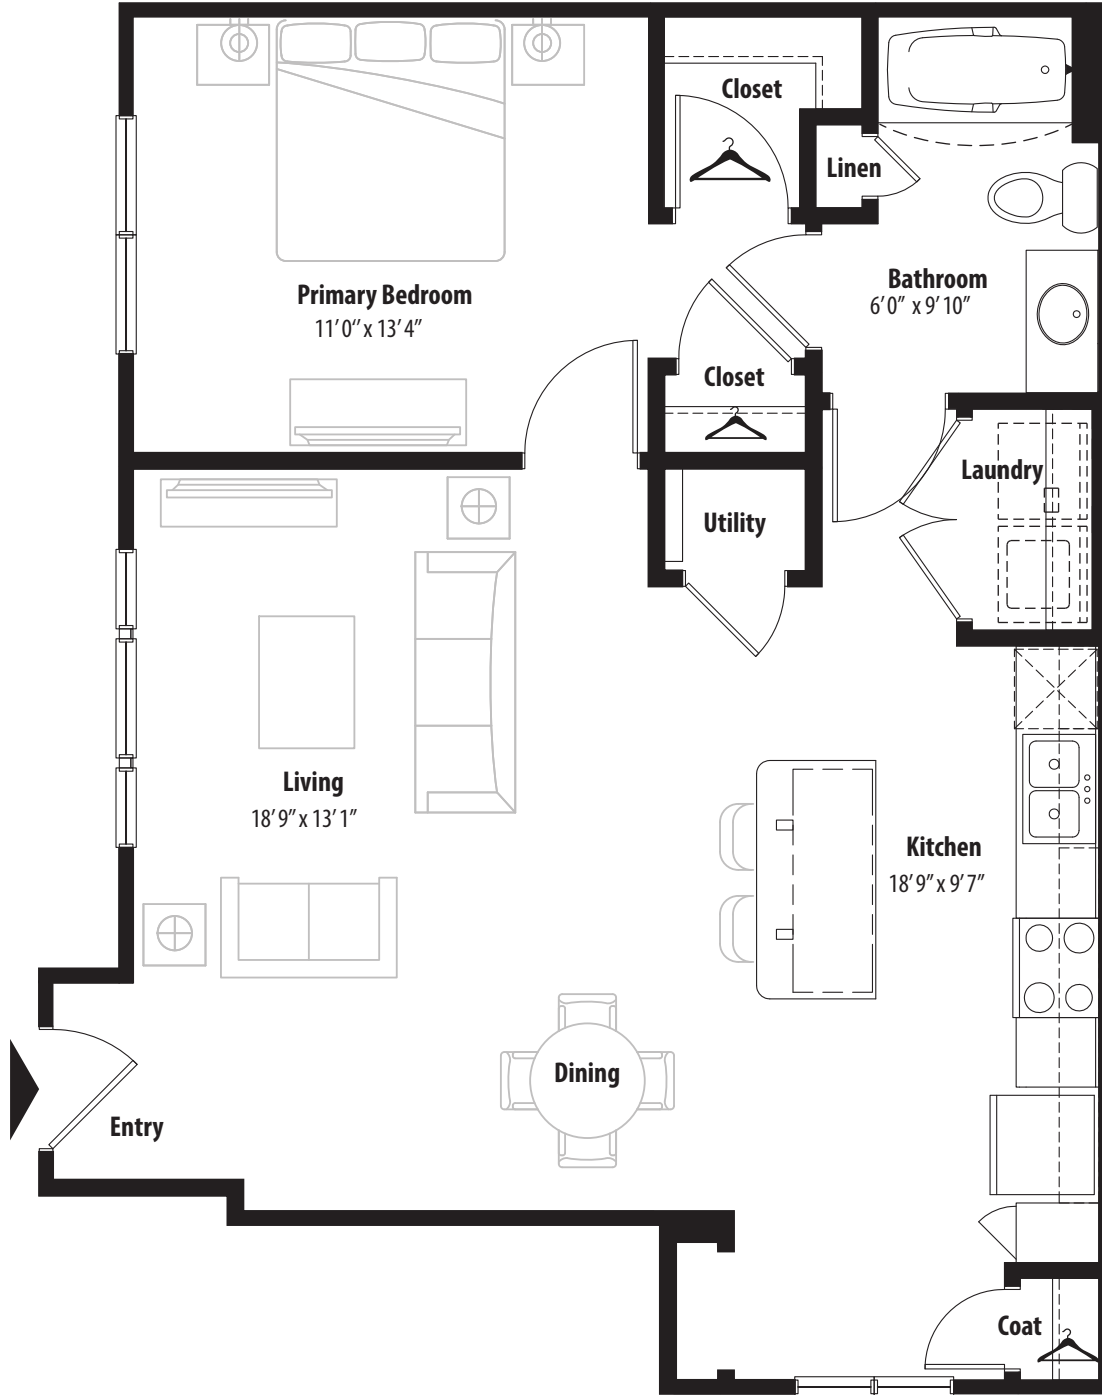 Closet
Linen
Primary Bedroom
11'0" x 13'4"
Bathroom
6'0" x 9'10"
Closet
Laundry
Utility
Living
18'9" x 13'1"
Kitchen
18'9" x 9'7"
Dining
Entry
Coat